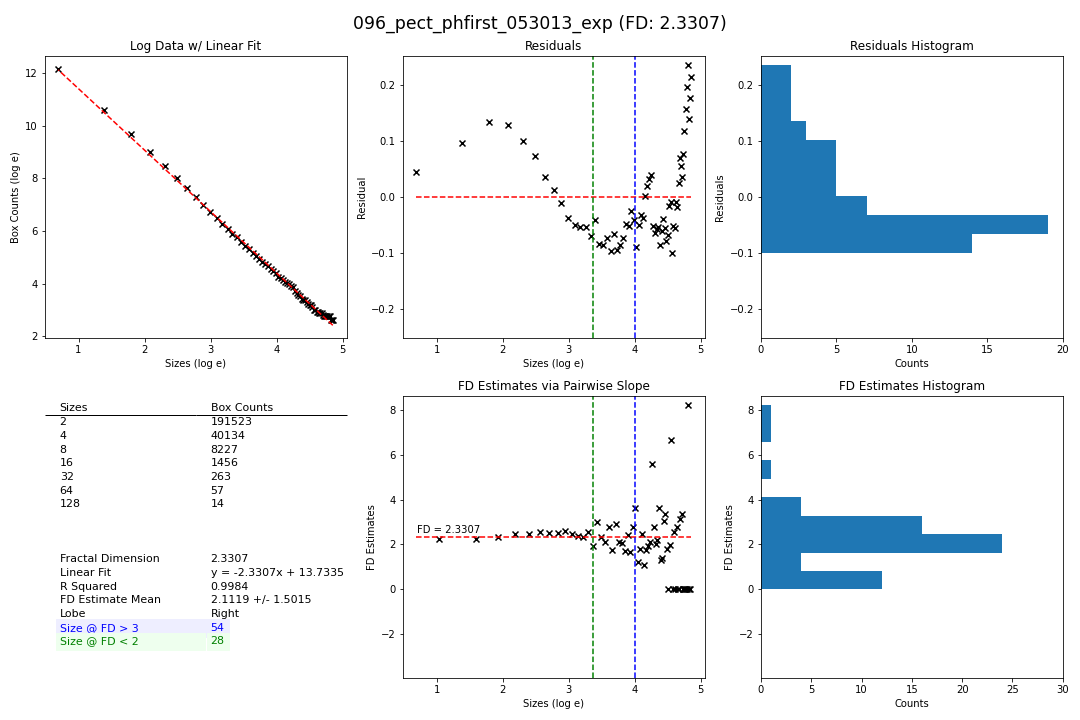 096_pect_phfirst_053013_exp (FD: 2.3307)
Log Data w/ Linear Fit
12
10
8
6
4
2
1
2
3
4
5
Box Counts (log e)
Sizes (log e)
Residuals
0.2
0.1
0.0
−0.1
−0.2
1
2
3
4
5
Residual
Sizes (log e)
Residuals Histogram
0.2
0.1
0.0
−0.1
−0.2
0
5
10
15
20
Residuals
Counts
Sizes Box Counts
2 191523
4 40134
8 8227
16 1456
32 263
64 57
128 14
Fractal Dimension 2.3307
Linear Fit y = -2.3307x + 13.7335
R Squared 0.9984
FD Estimate Mean 2.1119 +/- 1.5015
Lobe Right
Size @ FD > 3 54
Size @ FD < 2 28
FD Estimates via Pairwise Slope
8
6
4
2
0
−2
1
2
3
4
5
FD = 2.3307
FD Estimates
Sizes (log e)
FD Estimates Histogram
8
6
4
2
0
−2
0
5
10
15
20
25
30
FD Estimates
Counts